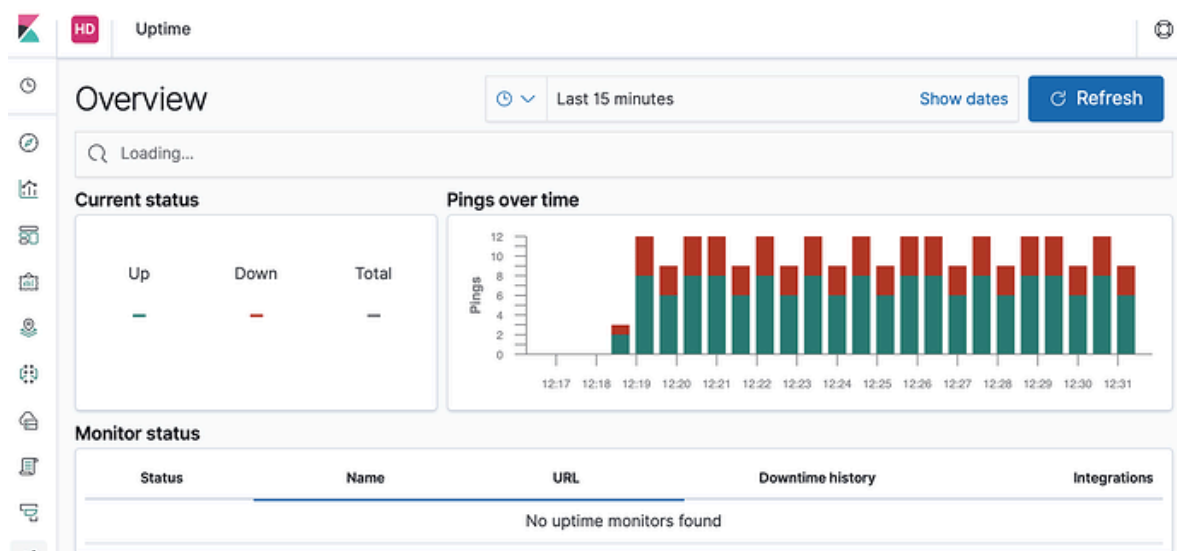 HD Uptime
Overview
Last 15 minutes Show dates Refresh
Loading...
Current status
Up Down Total
– – –
Pings over time
12
10
8
6
4
2
0
Pings
12:17 12:18 12:19 12:20 12:21 12:22 12:23 12:24 12:25 12:26 12:27 12:28 12:29 12:30 12:31
Monitor status
Status Name URL Downtime history Integrations
No uptime monitors found